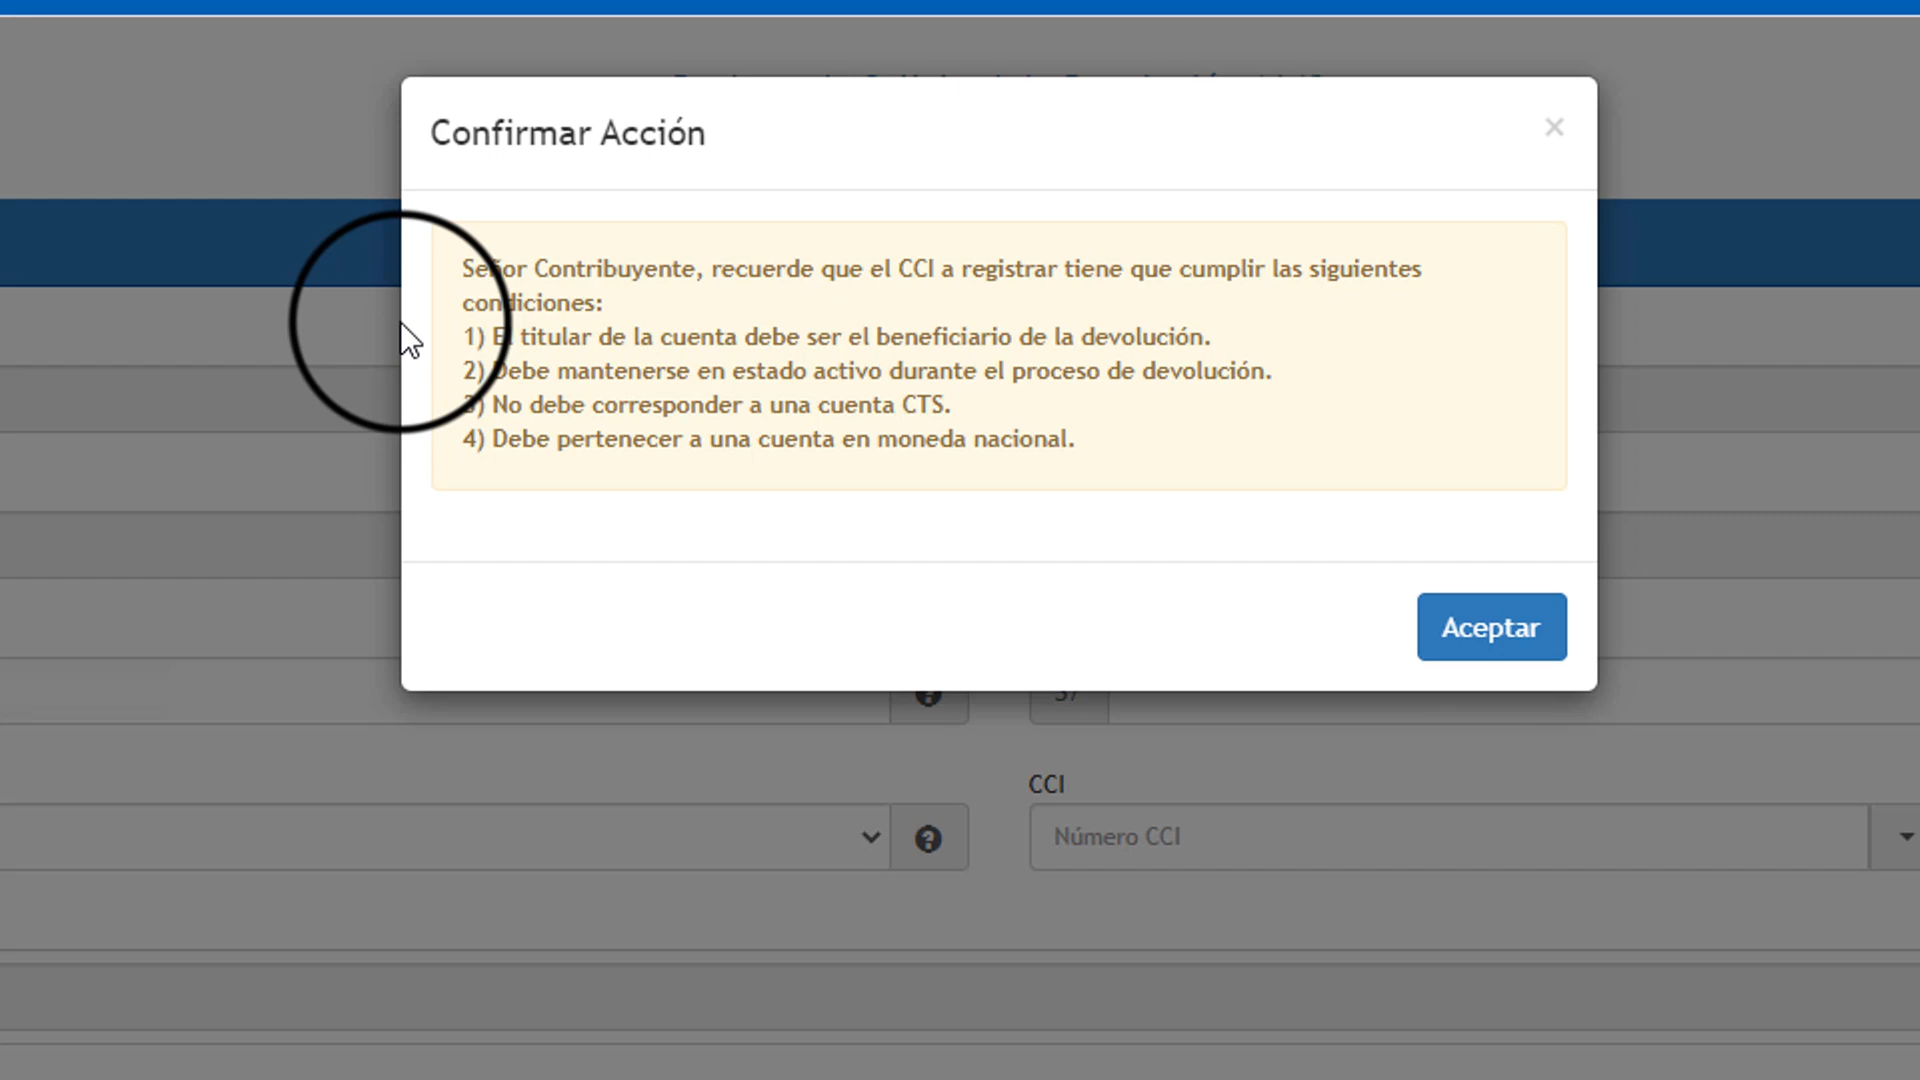 Confirmar Acción
×
Señor Contribuyente, recuerde que el CCI a registrar tiene que cumplir las siguientes
condiciones:
1) El titular de la cuenta debe ser el beneficiario de la devolución.
2) Debe mantenerse en estado activo durante el proceso de devolución.
3) No debe corresponder a una cuenta CTS.
4) Debe pertenecer a una cuenta en moneda nacional.
Aceptar
CCI
Número CCI